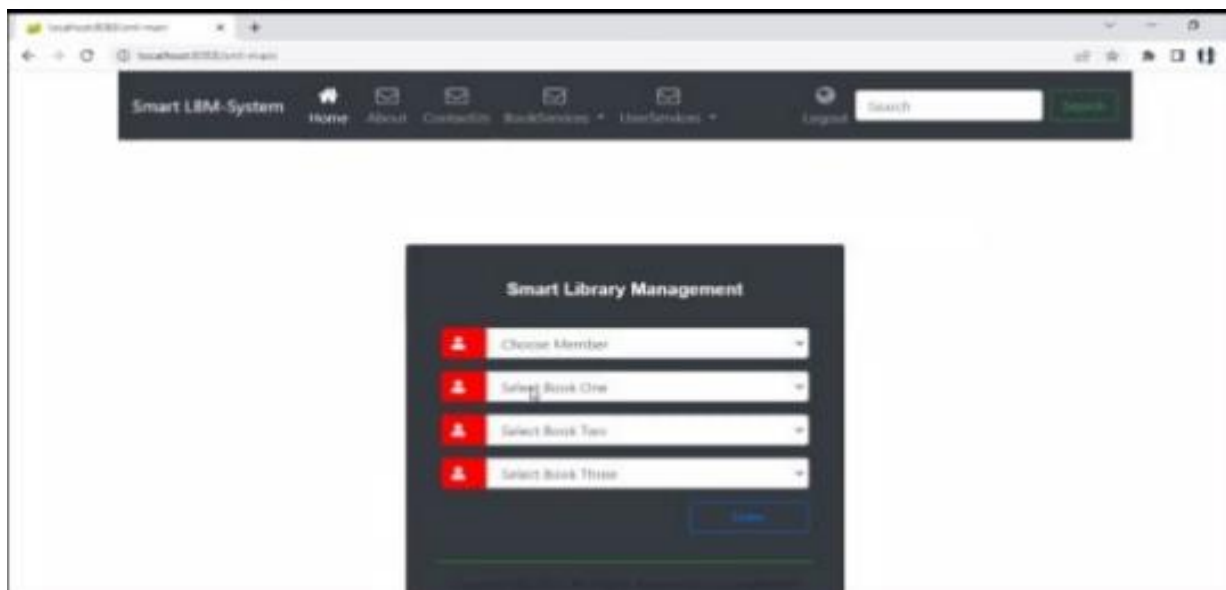 Smart LBM-System
Home About ContactUs BookServices UserServices Logout Search Search
Smart Library Management
Choose Member
Select Book One
Select Book Two
Select Book Three